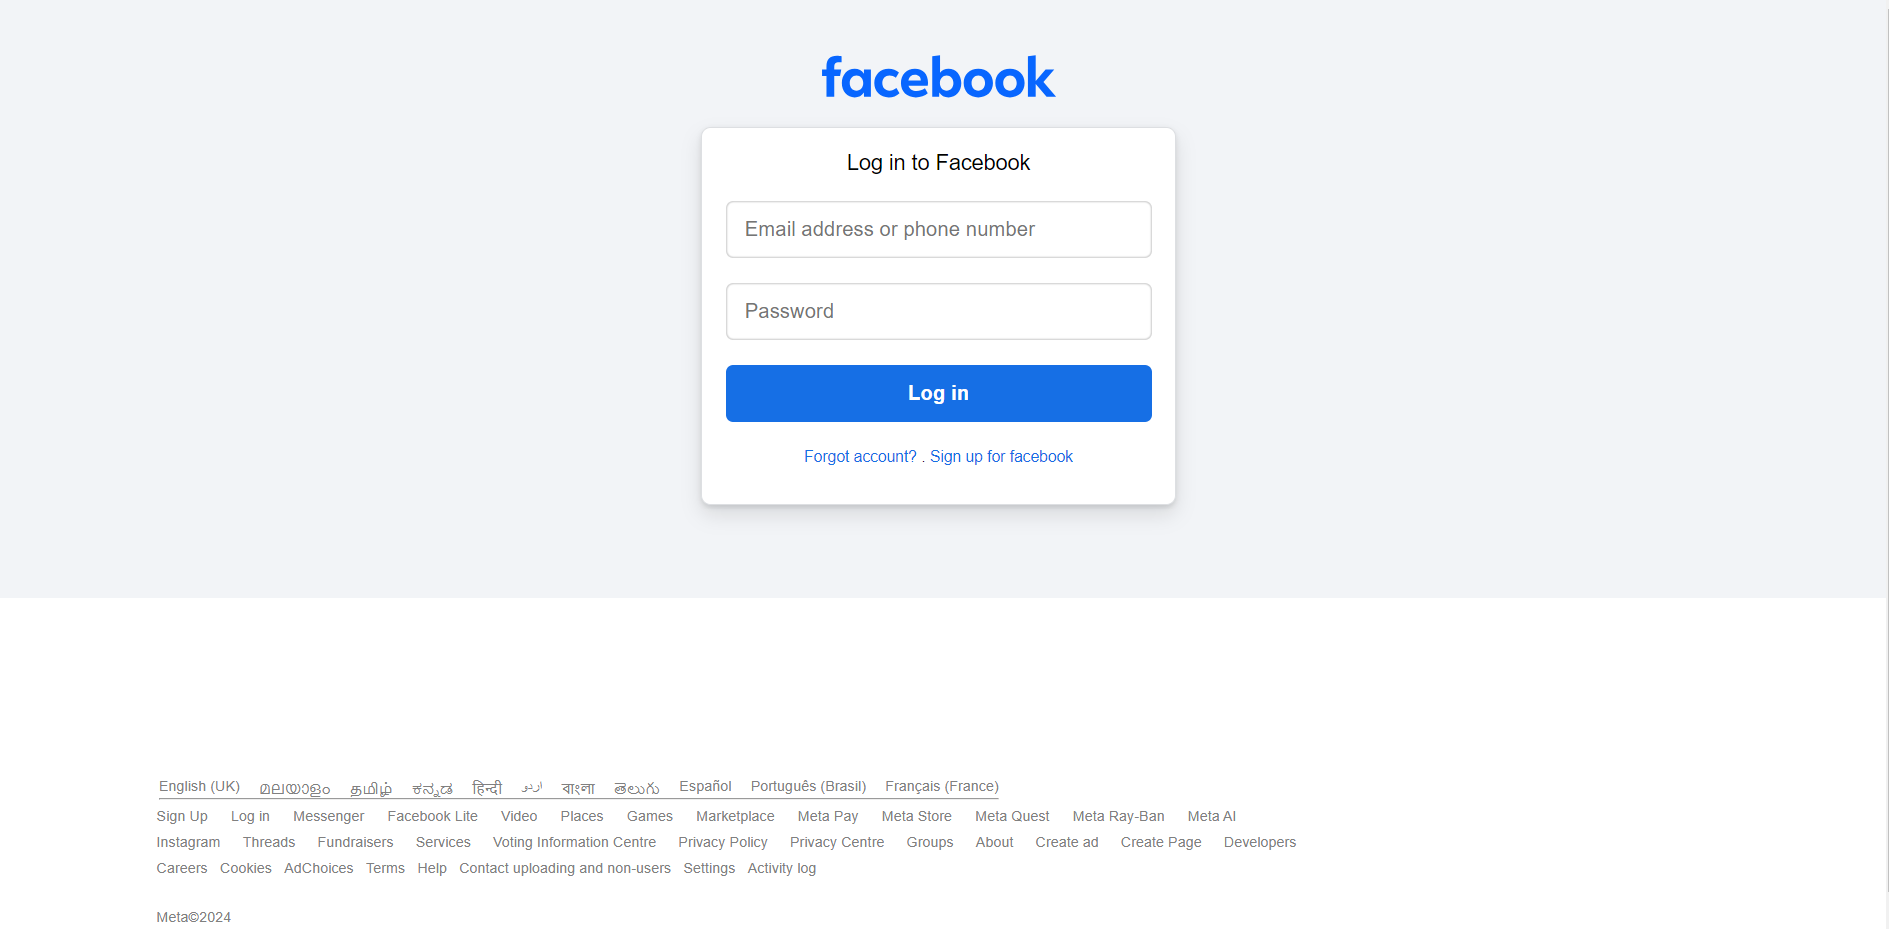 facebook
Log in to Facebook
Email address or phone number
Password
Log in
Forgot account? . Sign up for facebook
English (UK) മലയാളം தமிழ் ಕನ್ನಡ हिन्दी اردو বাংলা తెలుగు Español Português (Brasil) Français (France)
Sign Up Log in Messenger Facebook Lite Video Places Games Marketplace Meta Pay Meta Store Meta Quest Meta Ray-Ban Meta AI
Instagram Threads Fundraisers Services Voting Information Centre Privacy Policy Privacy Centre Groups About Create ad Create Page Developers
Careers Cookies AdChoices Terms Help Contact uploading and non-users Settings Activity log
Meta©2024